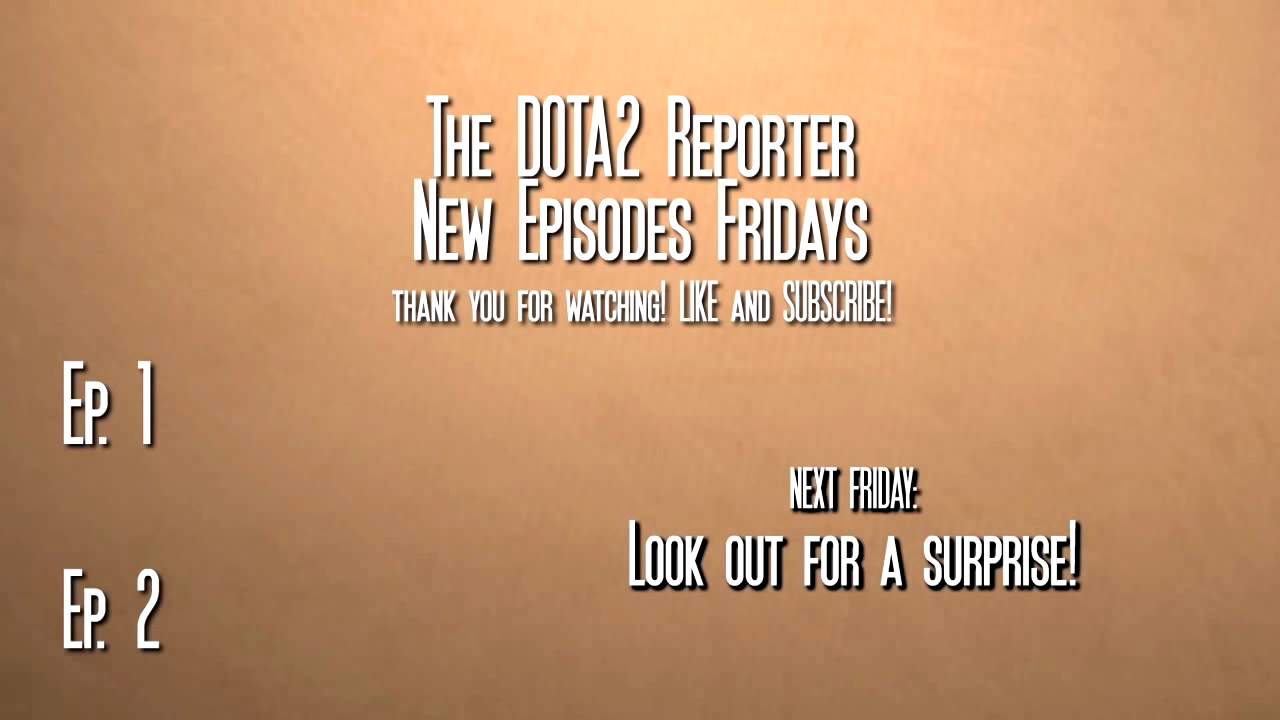 The DOTA2 Reporter
New Episodes Fridays
thank you for watching! LIKE and SUBSCRIBE!
Ep. 1
NEXT FRIDAY:
Look out for a surprise!
Ep. 2